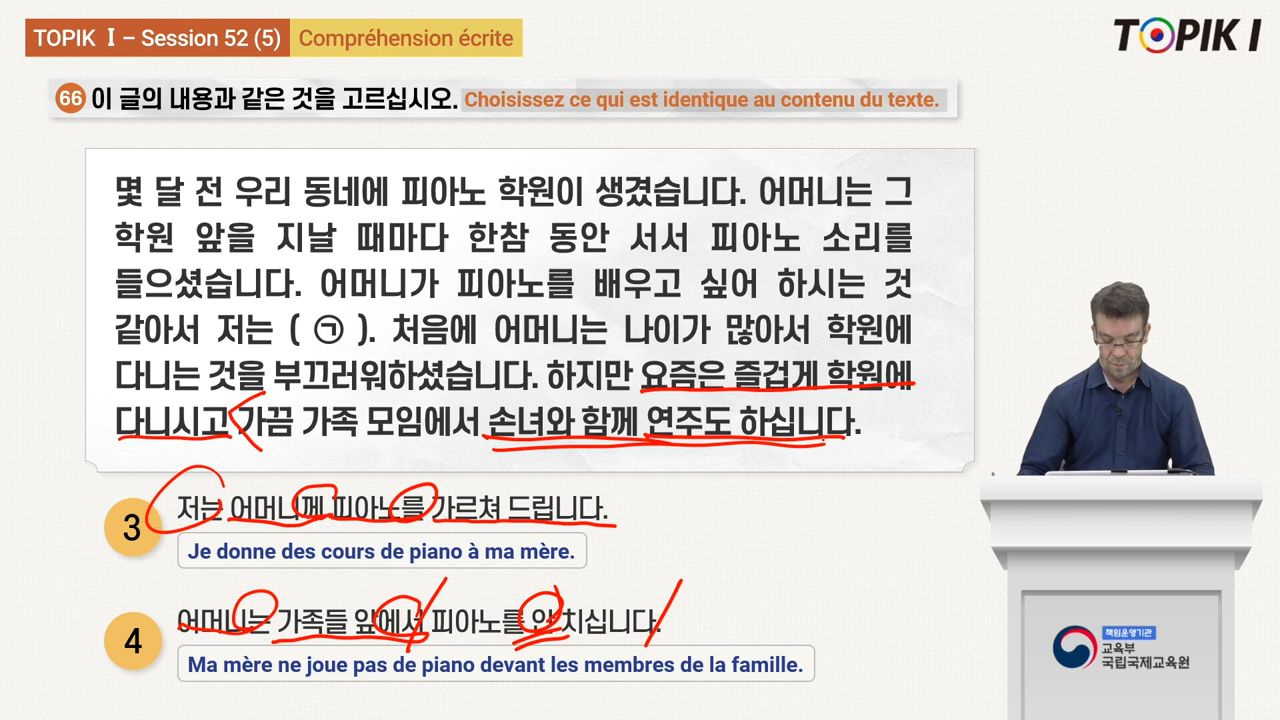 TOPIK Ⅰ – Session 52 (5) Compréhension écrite
TOPIK I
66 이 글의 내용과 같은 것을 고르십시오. Choisissez ce qui est identique au contenu du texte.
몇 달 전 우리 동네에 피아노 학원이 생겼습니다. 어머니는 그
학원 앞을 지날 때마다 한참 동안 서서 피아노 소리를
들으셨습니다. 어머니가 피아노를 배우고 싶어 하시는 것
같아서 저는 ( ㉠ ). 처음에 어머니는 나이가 많아서 학원에
다니는 것을 부끄러워하셨습니다. 하지만 요즘은 즐겁게 학원에
다니시고 가끔 가족 모임에서 손녀와 함께 연주도 하십니다.
3 저는 어머니께 피아노를 가르쳐 드립니다.
Je donne des cours de piano à ma mère.
4 어머니는 가족들 앞에서 피아노를 안 치십니다.
Ma mère ne joue pas de piano devant les membres de la famille.
책임운영기관
교육부
국립국제교육원